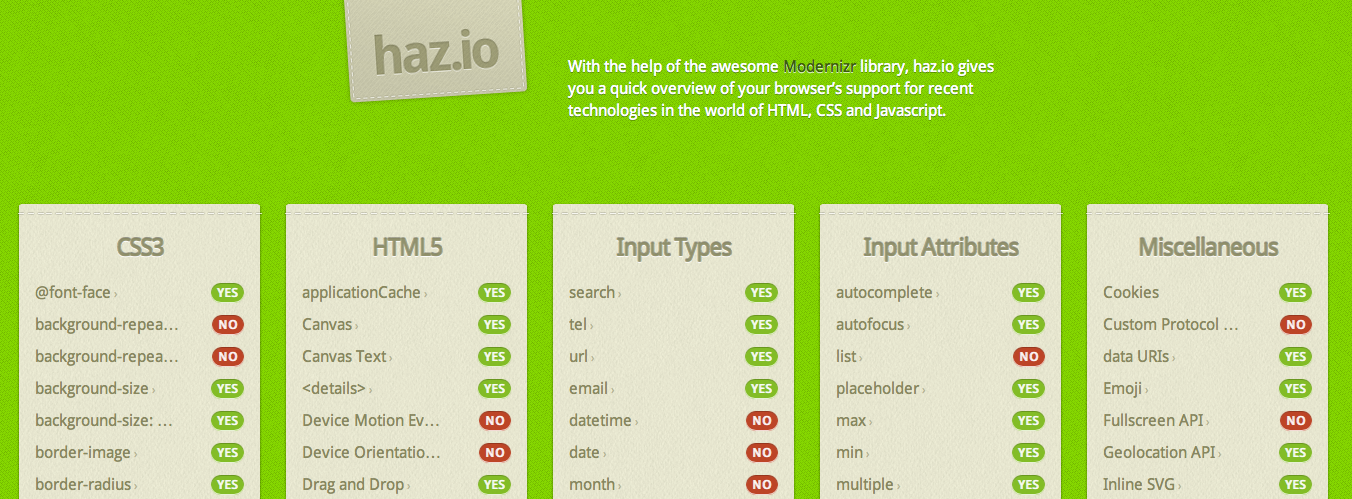 haz.io
With the help of the awesome Modernizr library, haz.io gives
you a quick overview of your browser's support for recent
technologies in the world of HTML, CSS and Javascript.
CSS3
@font-face › YES
background-repea… NO
background-repea… NO
background-size › YES
background-size: … YES
border-image › YES
border-radius › YES
HTML5
applicationCache › YES
Canvas › YES
Canvas Text › YES
<details> › YES
Device Motion Ev… NO
Device Orientatio… NO
Drag and Drop › YES
Input Types
search › YES
tel › YES
url › YES
email › YES
datetime › NO
date › NO
month › NO
Input Attributes
autocomplete › YES
autofocus › YES
list › NO
placeholder › YES
max › YES
min › YES
multiple › YES
Miscellaneous
Cookies YES
Custom Protocol … NO
data URIs › YES
Emoji › YES
Fullscreen API › NO
Geolocation API › YES
Inline SVG › YES